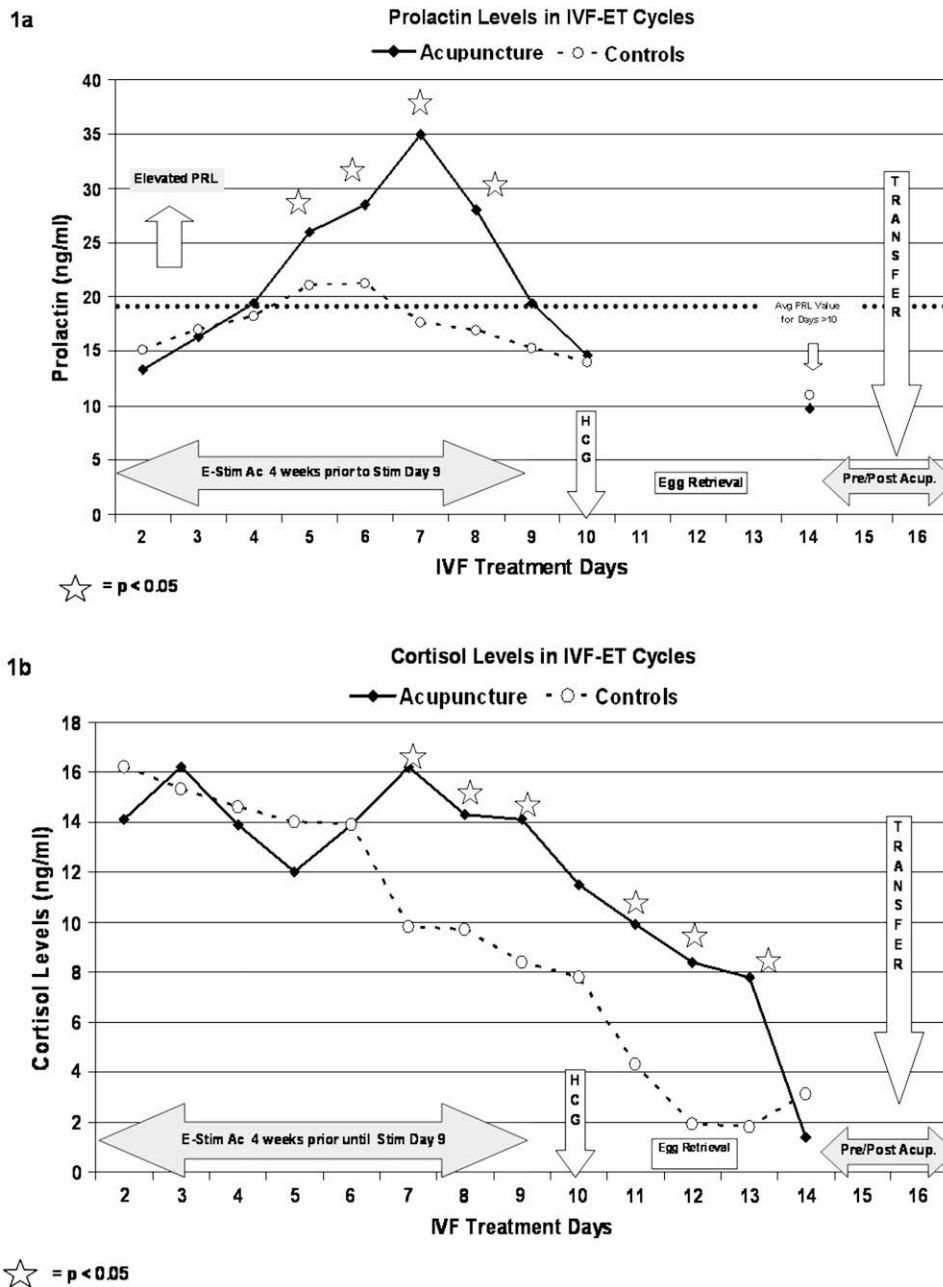 1a
Prolactin Levels in IVF-ET Cycles
Acupuncture Controls
40
35
30
25
20
15
10
5
0
Prolactin (ng/ml)
Elevated PRL
Avg PRL Value
for Days >10
TRANSFER
HCG
E-Stim Ac 4 weeks prior to Stim Day 9
Egg Retrieval
Pre/Post Acup.
2 3 4 5 6 7 8 9 10 11 12 13 14 15 16
IVF Treatment Days
= p < 0.05
1b
Cortisol Levels in IVF-ET Cycles
Acupuncture Controls
18
16
14
12
10
8
6
4
2
0
Cortisol Levels (ng/ml)
TRANSFER
HCG
E-Stim Ac 4 weeks prior until Stim Day 9
Egg Retrieval
Pre/Post Acup.
2 3 4 5 6 7 8 9 10 11 12 13 14 15 16
IVF Treatment Days
= p < 0.05